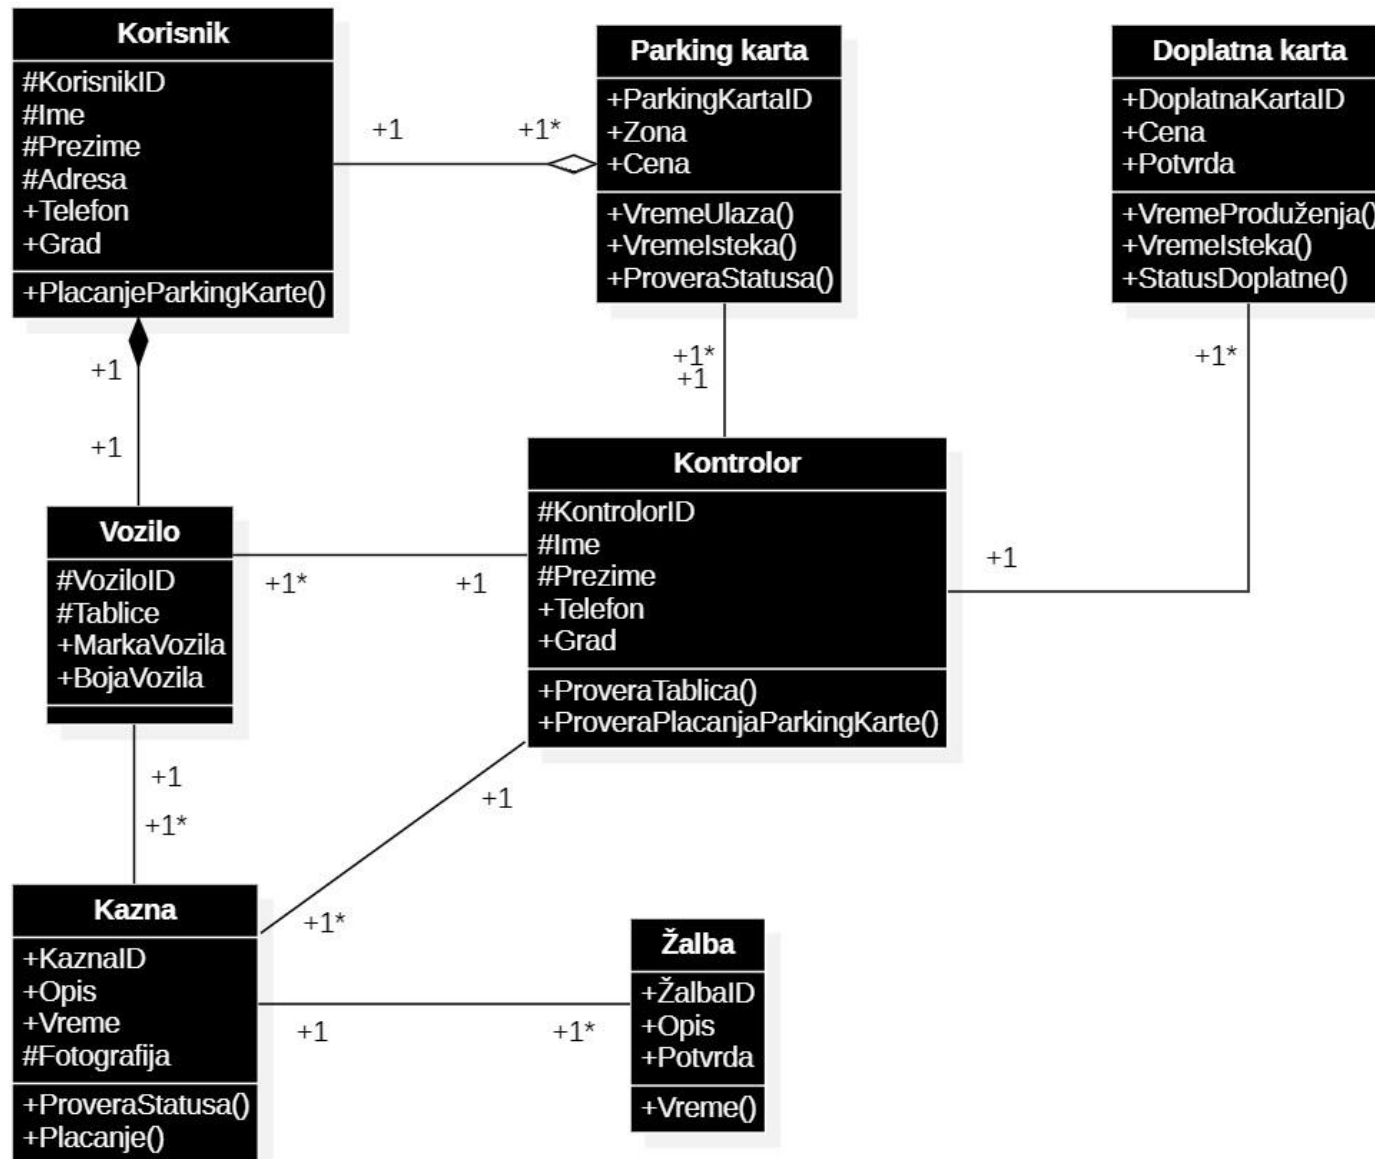 Korisnik
#KorisnikID
#Ime
#Prezime
#Adresa
+Telefon
+Grad
+PlacanjeParkingKarte()
+1
+1*
Parking karta
+ParkingKartaID
+Zona
+Cena
+VremeUlaza()
+VremeIsteka()
+ProveraStatusa()
Doplatna karta
+DoplatnaKartaID
+Cena
+Potvrda
+VremeProduženja()
+VremeIsteka()
+StatusDoplatne()
+1
+1
+1*
+1
+1*
+1
Vozilo
#VoziloID
#Tablice
+MarkaVozila
+BojaVozila
+1*
+1
Kontrolor
#KontrolorID
#Ime
#Prezime
+Telefon
+Grad
+ProveraTablica()
+ProveraPlacanjaParkingKarte()
+1
+1*
+1
+1*
Kazna
+KaznaID
+Opis
+Vreme
#Fotografija
+ProveraStatusa()
+Placanje()
+1
+1*
Žalba
+ŽalbaID
+Opis
+Potvrda
+Vreme()